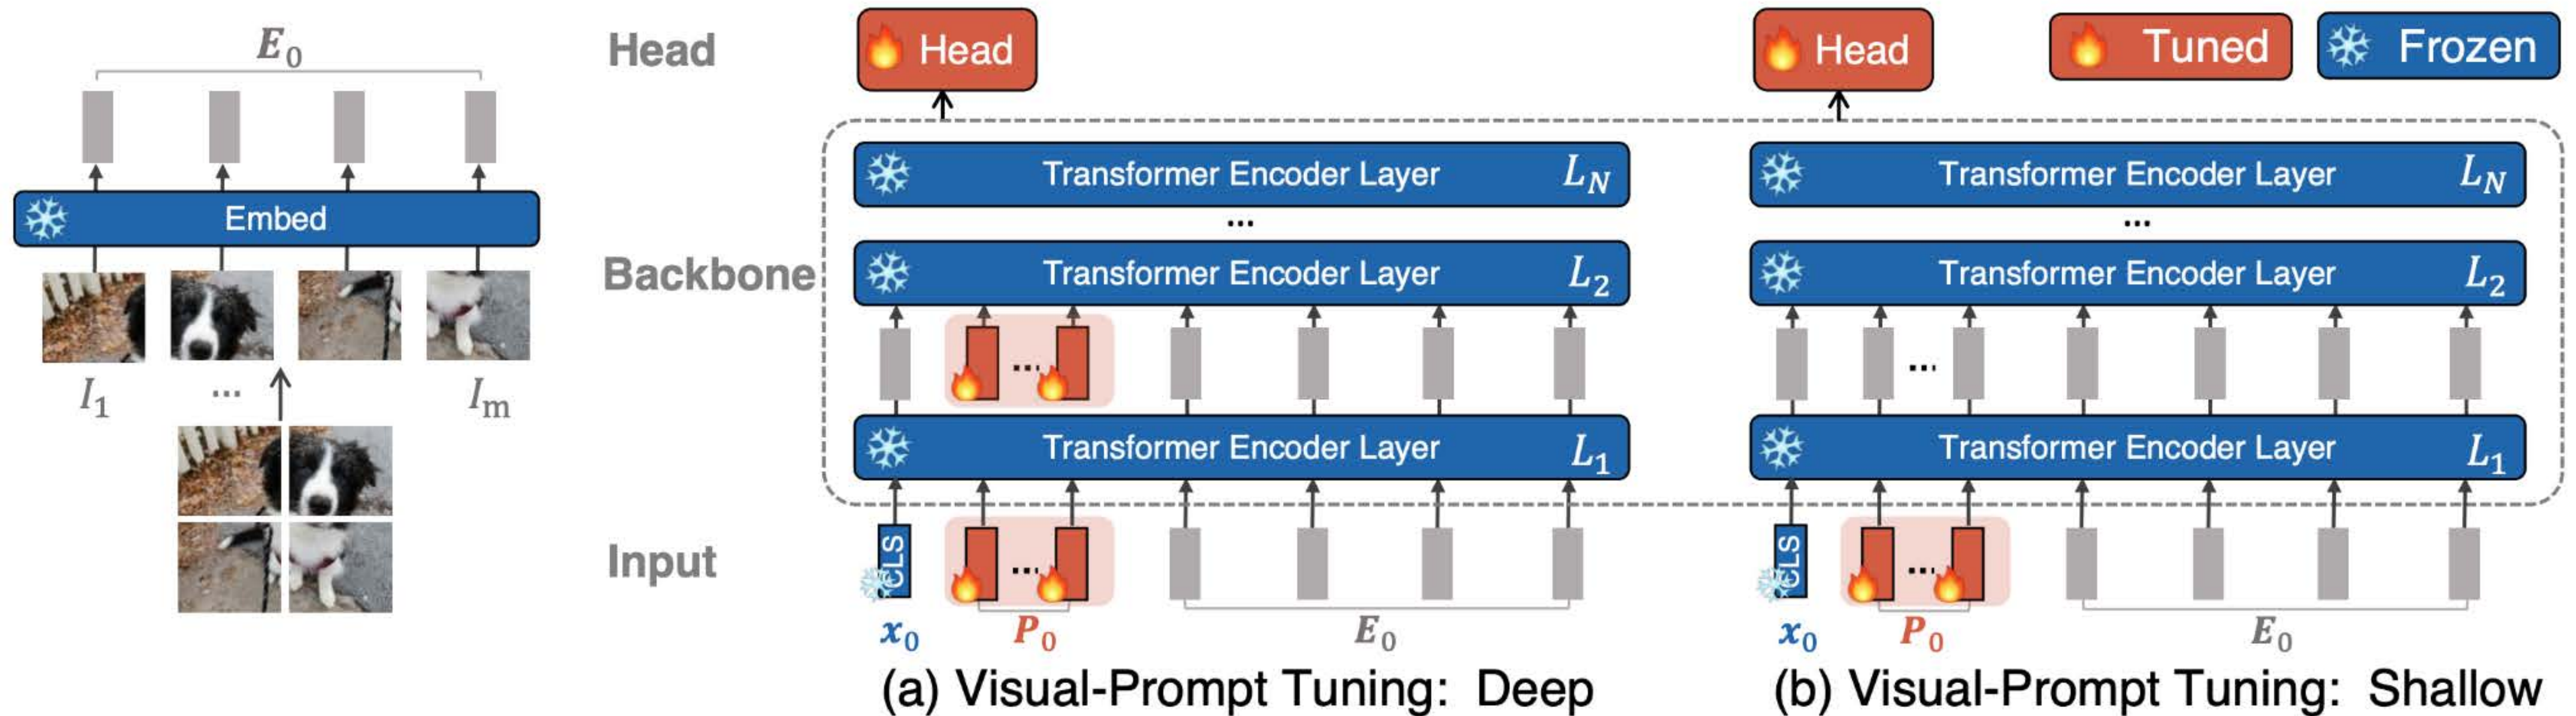 E₀
Embed
I₁ ... Iₘ
Head
Backbone
Input
Head
Transformer Encoder Layer L_N
...
Transformer Encoder Layer L₂
...
Transformer Encoder Layer L₁
CLS ...
x₀ P₀ E₀
(a) Visual-Prompt Tuning: Deep
Head
Tuned
Frozen
Transformer Encoder Layer L_N
...
Transformer Encoder Layer L₂
...
Transformer Encoder Layer L₁
CLS ...
x₀ P₀ E₀
(b) Visual-Prompt Tuning: Shallow